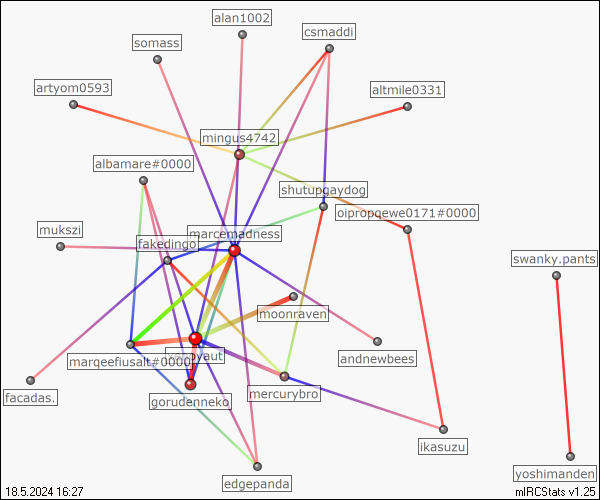 alan1002
csmaddi
somass
artyom0593
altmile0331
mingus4742
albamare#0000
shutupgaydog
oipropqewe0171#0000
mukszi
marcemadness
fakedingo
swanky.pants
moonraven
marqeefiusalt#0000
andnewbees
facadas.
gorudenneko
mercurybro
ikasuzu
edgepanda
yoshimanden
18.5.2024 16:27
mIRCStats v1.25